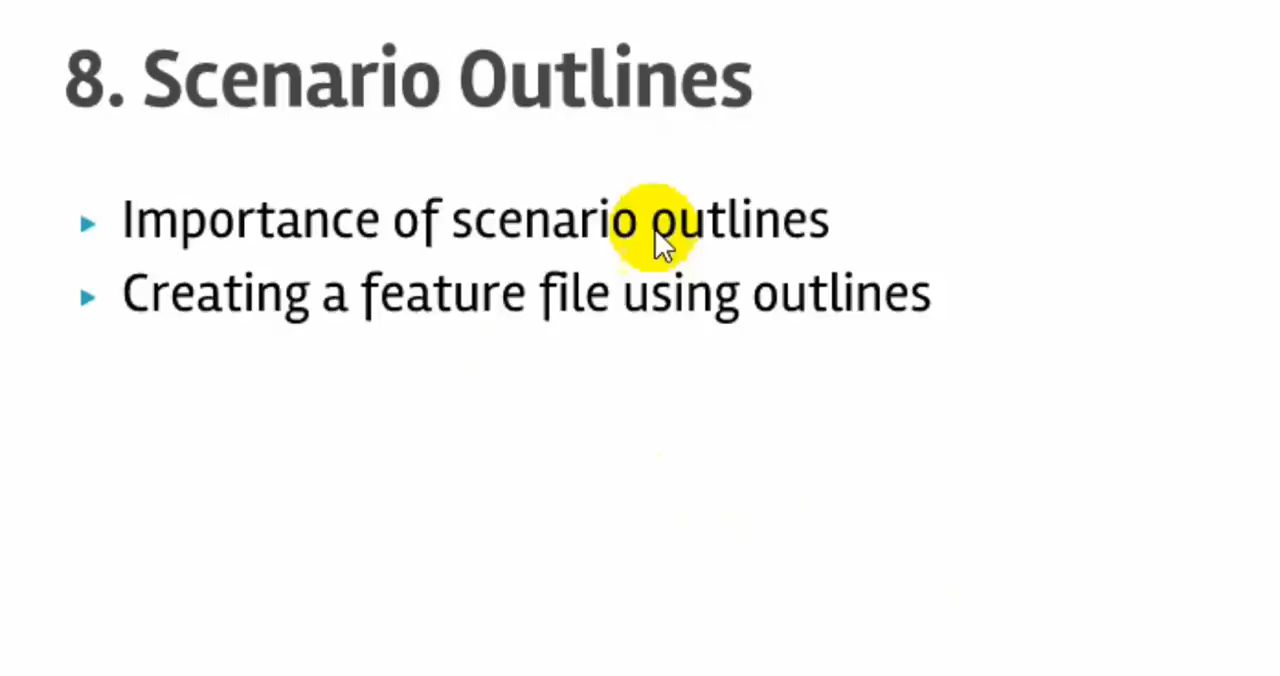 8. Scenario Outlines
Importance of scenario outlines
Creating a feature file using outlines